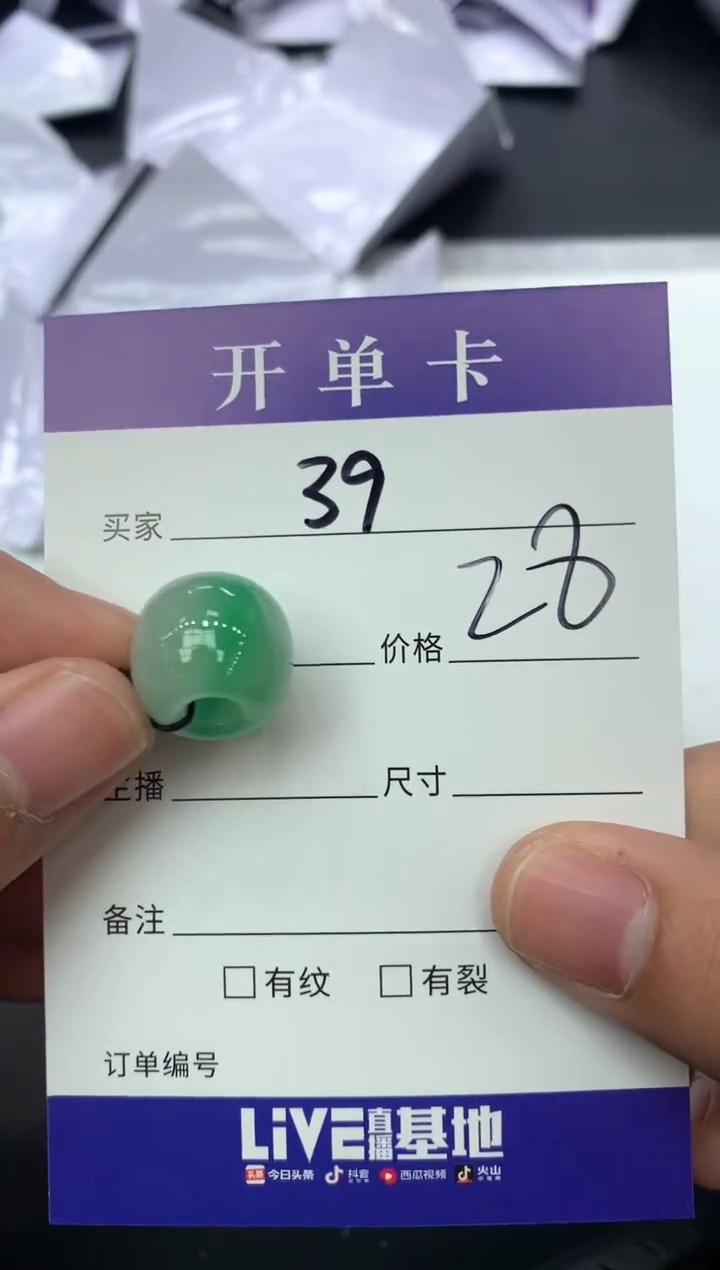 开单卡
买家 39
价格 28
主播 尺寸
备注
有纹 有裂
订单编号
LIVE直播基地
头条 今日头条 抖音 西瓜视频 火山